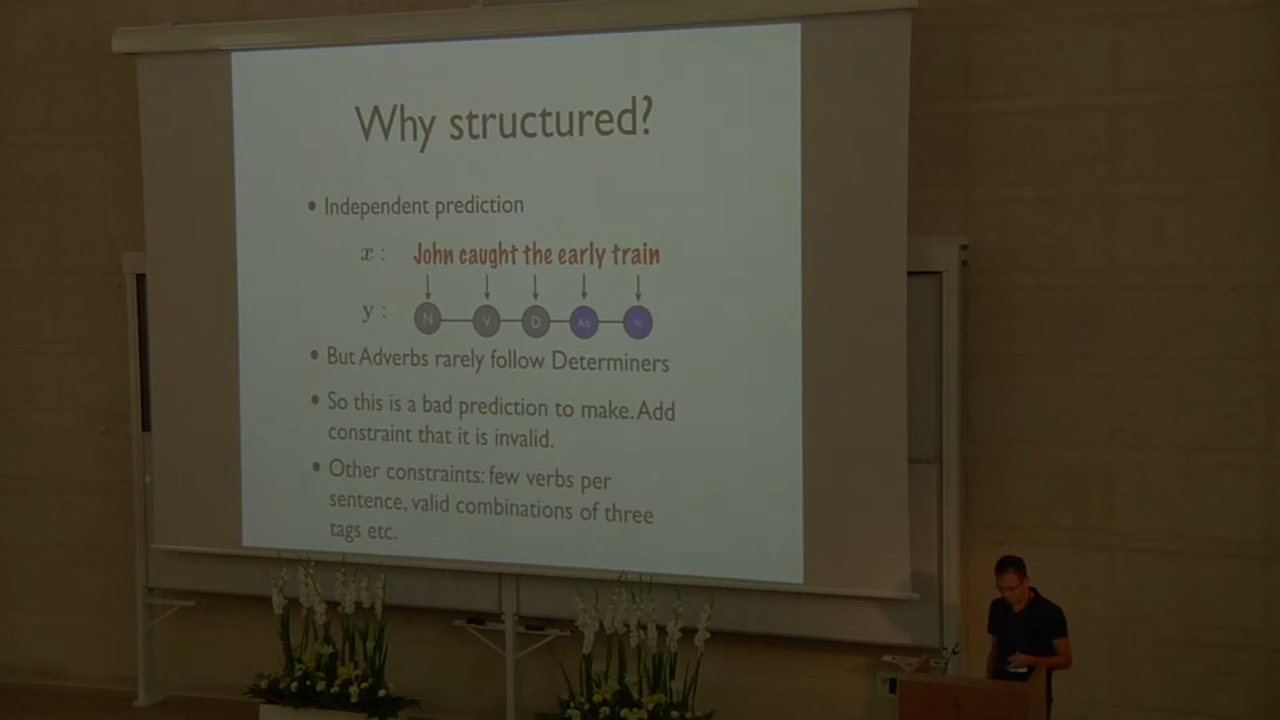 Why structured?
• Independent prediction
x : John caught the early train
y : N V D Adj N
• But Adverbs rarely follow Determiners
• So this is a bad prediction to make. Add
constraint that it is invalid.
• Other constraints: few verbs per
sentence, valid combinations of three
tags etc.